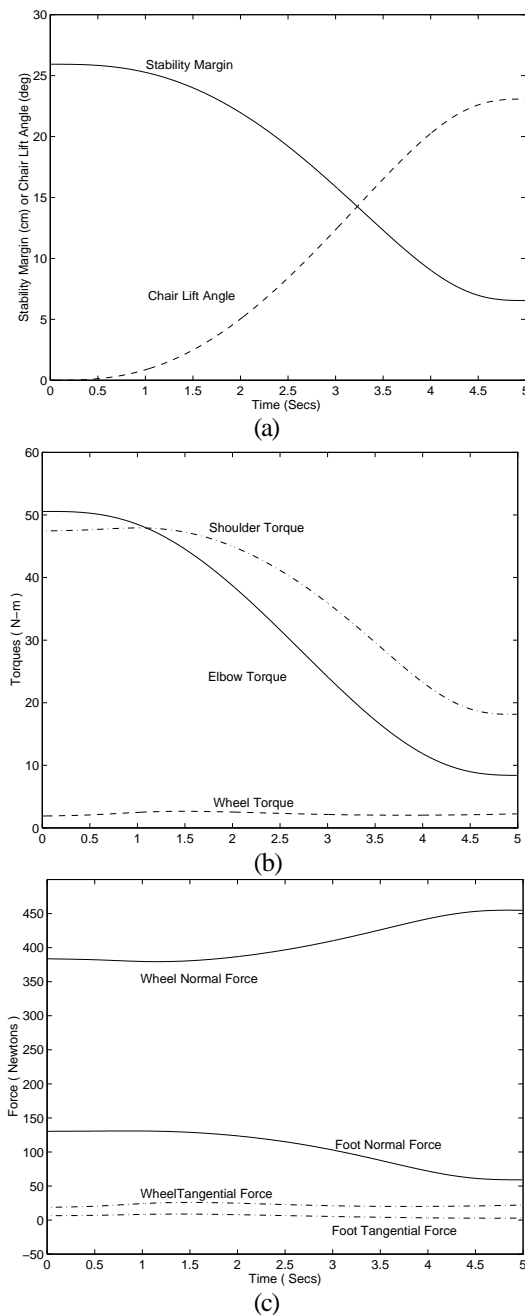 30
25
20
15
10
5
0
Stability Margin (cm) or Chair Lift Angle (deg)
Stability Margin
Chair Lift Angle
0 0.5 1 1.5 2 2.5 3 3.5 4 4.5 5
Time (Secs)
(a)
60
50
40
30
20
10
0
Torques ( N−m )
Shoulder Torque
Elbow Torque
Wheel Torque
0 0.5 1 1.5 2 2.5 3 3.5 4 4.5 5
Time ( Secs )
(b)
450
400
350
300
250
200
150
100
50
0
−50
Force ( Newtons )
Wheel Normal Force
Foot Normal Force
WheelTangential Force
Foot Tangential Force
0 0.5 1 1.5 2 2.5 3 3.5 4 4.5 5
Time ( Secs)
(c)